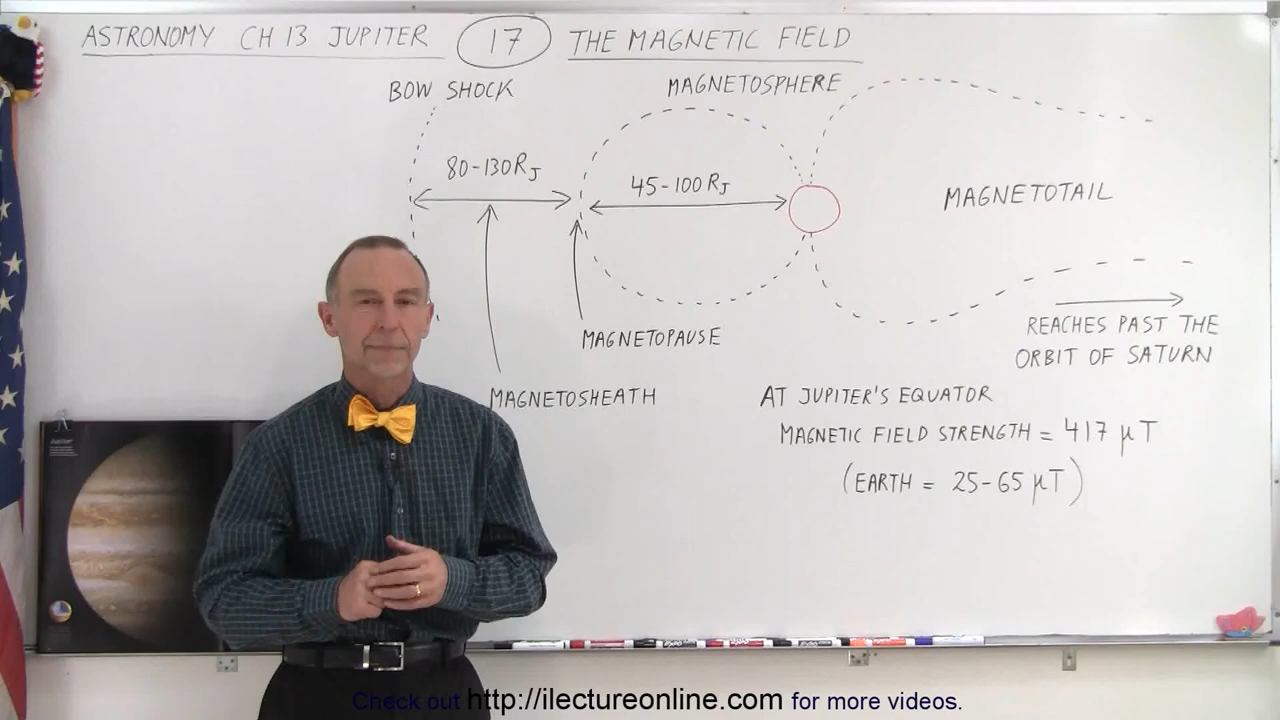 ASTRONOMY CH 13 JUPITER 17 THE MAGNETIC FIELD
BOW SHOCK
MAGNETOSPHERE
80-130 RJ
45-100 RJ
MAGNETOTAIL
MAGNETOPAUSE
REACHES PAST THE
ORBIT OF SATURN
MAGNETOSHEATH
AT JUPITER'S EQUATOR
MAGNETIC FIELD STRENGTH = 417 μT
(EARTH = 25-65 μT)
Jupiter
Check out http://ilectureonline.com for more videos.